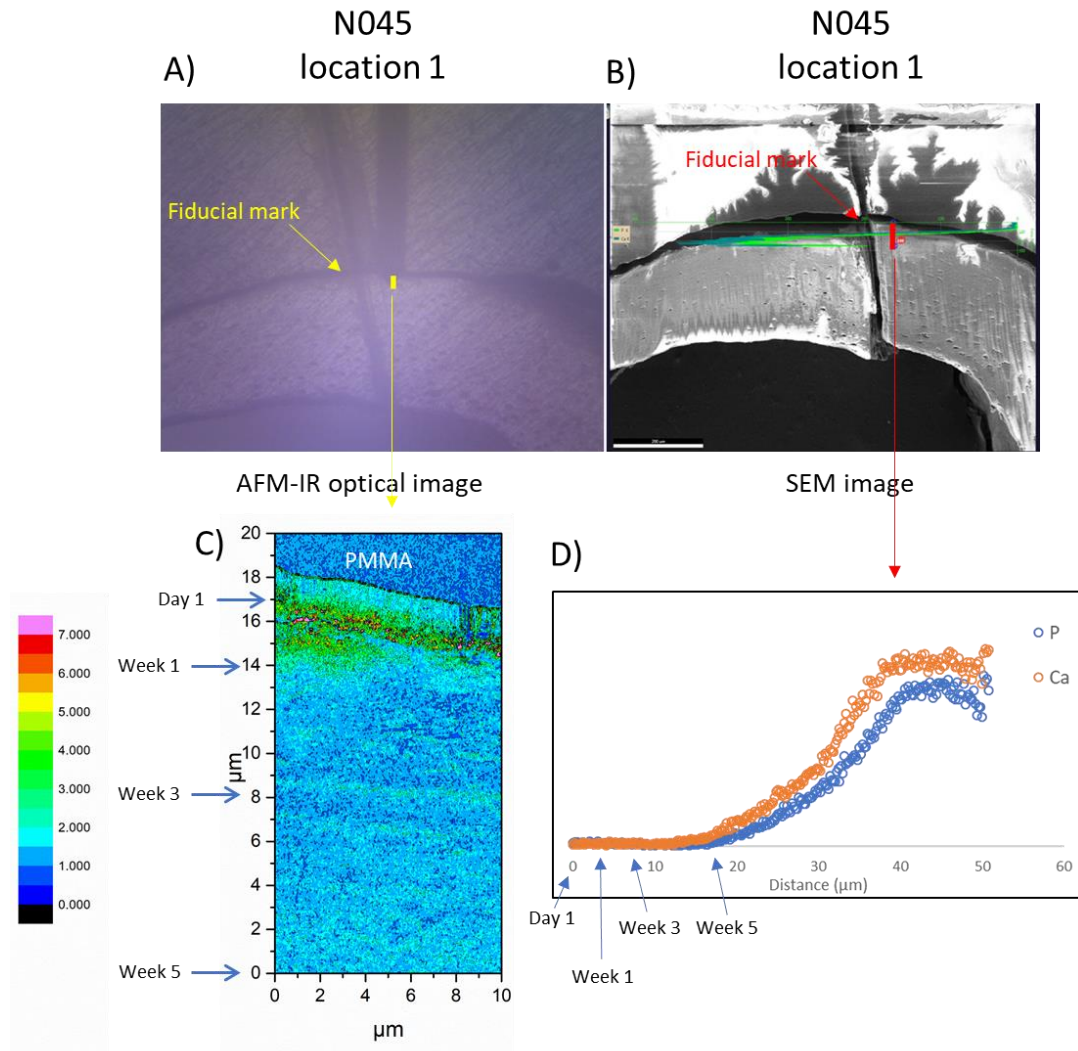 N045
location 1
N045
location 1
A)
B)
Fiducial mark
Fiducial mark
AFM-IR optical image
SEM image
C)
D)
PMMA
20
18
16
14
12
10
8
6
4
2
0
µm
0
2
4
6
8
10
µm
Day 1
Week 1
Week 3
Week 5
7.000
6.000
5.000
4.000
3.000
2.000
1.000
0.000
P
Ca
0
10
20
30
40
50
60
Distance (µm)
Day 1
Week 1
Week 3
Week 5